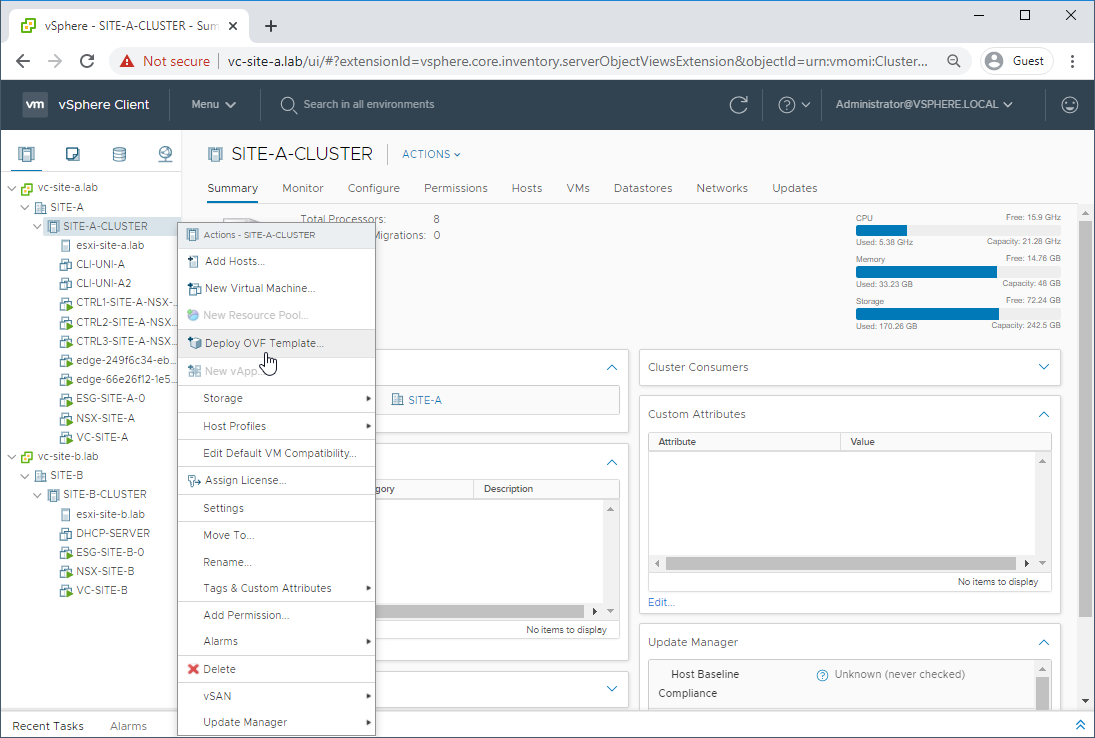 vSphere - SITE-A-CLUSTER - Sum
Not secure
vc-site-a.lab/ui/#?extensionId=vsphere.core.inventory.serverObjectViewsExtension&objectId=urn:vmomi:Cluster...
Guest
vm
vSphere Client
Menu
Search in all environments
Administrator@VSPHERE.LOCAL
SITE-A-CLUSTER
ACTIONS
Summary
Monitor
Configure
Permissions
Hosts
VMs
Datastores
Networks
Updates
vc-site-a.lab
SITE-A
SITE-A-CLUSTER
esxi-site-a.lab
CLI-UNI-A
CLI-UNI-A2
CTRL1-SITE-A-NSX-...
CTRL2-SITE-A-NSX...
CTRL3-SITE-A-NSX...
edge-249f6c34-eb...
edge-66e26f12-1e5...
ESG-SITE-A-0
NSX-SITE-A
VC-SITE-A
vc-site-b.lab
SITE-B
SITE-B-CLUSTER
esxi-site-b.lab
DHCP-SERVER
ESG-SITE-B-0
NSX-SITE-B
VC-SITE-B
Total Processors: 8
Migrations: 0
Actions - SITE-A-CLUSTER
Add Hosts...
New Virtual Machine...
New Resource Pool...
Deploy OVF Template...
New vApp...
Storage
Host Profiles
Edit Default VM Compatibility...
Assign License...
Settings
Move To...
Rename...
Tags & Custom Attributes
Add Permission...
Alarms
Delete
vSAN
Update Manager
CPU
Free: 15.9 GHz
Used: 5.38 GHz
Capacity: 21.28 GHz
Memory
Free: 14.76 GB
Used: 33.23 GB
Capacity: 48 GB
Storage
Free: 72.24 GB
Used: 170.26 GB
Capacity: 242.5 GB
SITE-A
Description
No items to display
Cluster Consumers
Custom Attributes
Attribute
Value
No items to display
Edit...
Update Manager
Host Baseline
Compliance
Unknown (never checked)
Recent Tasks
Alarms